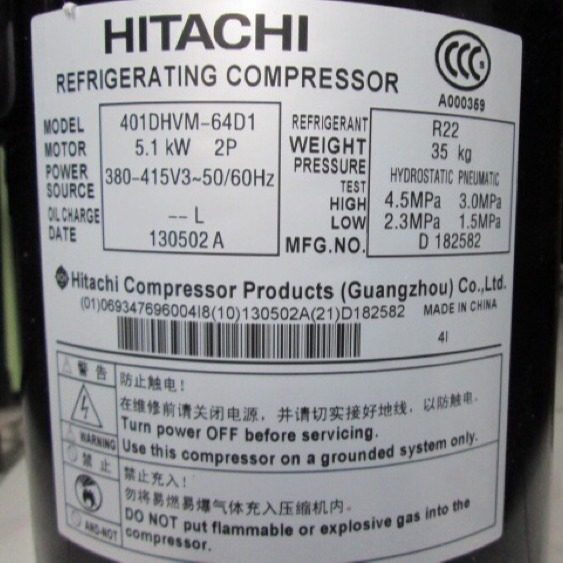 HITACHI
REFRIGERATING COMPRESSOR
CCC S
A000369
MODEL 401DHVM-64D1
MOTOR 5.1 kW 2P
POWER SOURCE 380-415V3~50/60Hz
OIL CHARGE --L
DATE 130502A
REFRIGERANT R22
WEIGHT 35 kg
PRESSURE TEST HYDROSTATIC PNEUMATIC
HIGH 4.5MPa 3.0MPa
LOW 2.3MPa 1.5MPa
MFG.NO. D 182582
Hitachi Compressor Products (Guangzhou) Co.,Ltd.
(01)06934769600418(10)130502A(21)D182582 MADE IN CHINA
4I
警告
防止触电!
在维修前请关闭电源,并请切实接好地线,以防触电.
WARNING
Turn power OFF before servicing.
Use this compressor on a grounded system only.
禁止
禁止充入!
勿将易燃易爆气体充入压缩机内.
AND-NOT
DO NOT put flammable or explosive gas into the
compressor.